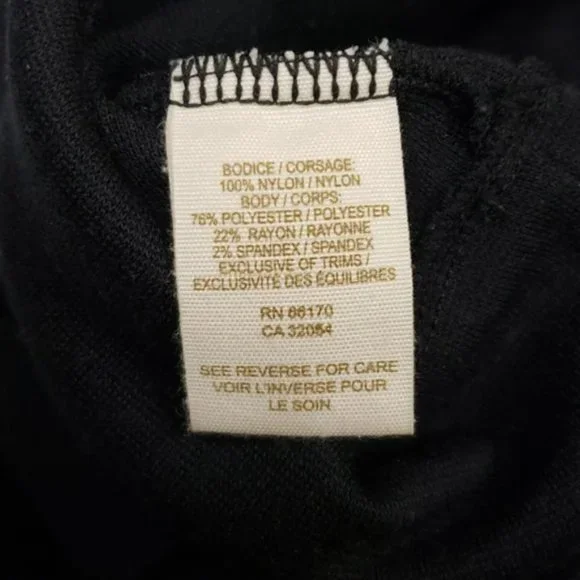 BODICE / CORSAGE:
100% NYLON / NYLON
BODY / CORPS:
76% POLYESTER / POLYESTER
22% RAYON / RAYONNE
2% SPANDEX / SPANDEX
EXCLUSIVE OF TRIMS /
EXCLUSIVITÉ DES ÉQUILIBRES
RN 86170
CA 32054
SEE REVERSE FOR CARE
VOIR L'INVERSE POUR
LE SOIN